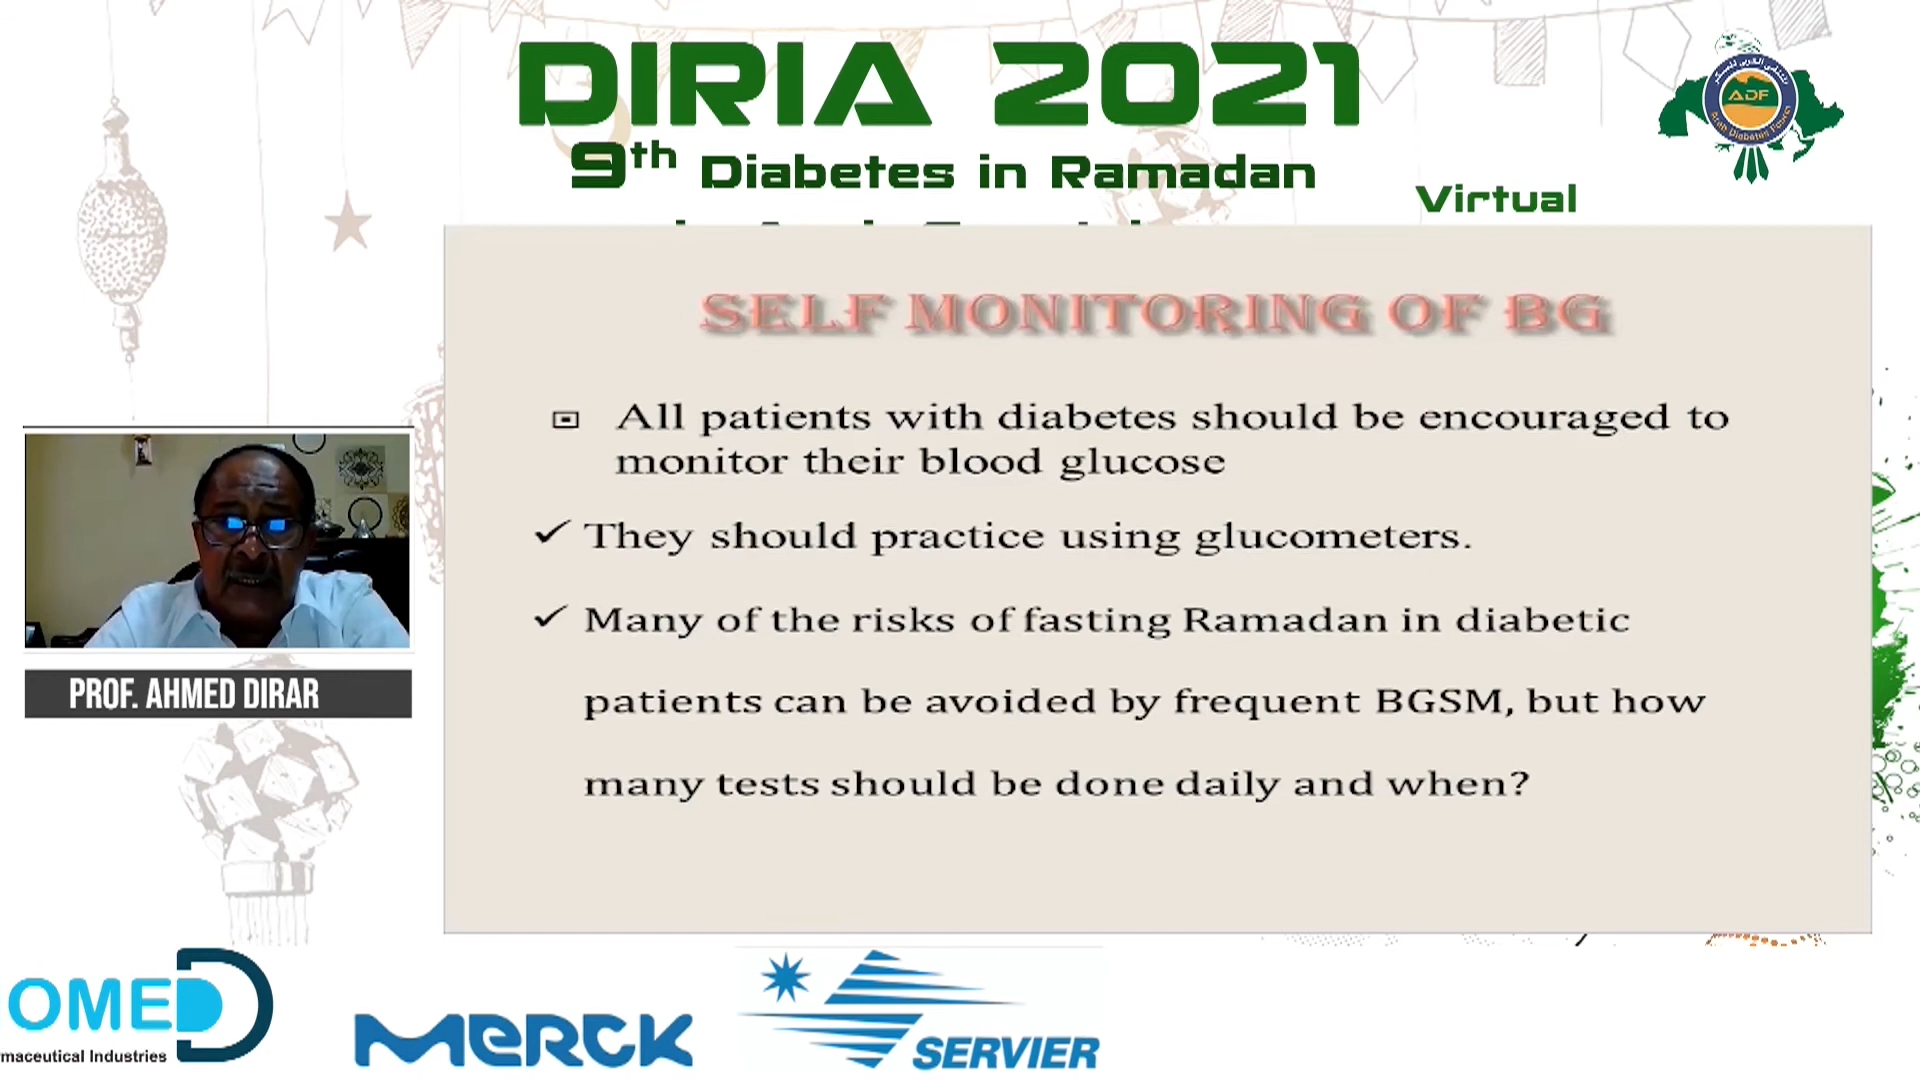 DIRIA 2021
9th Diabetes in Ramadan
Virtual
ADF
SELF MONITORING OF BG
All patients with diabetes should be encouraged to
monitor their blood glucose
They should practice using glucometers.
Many of the risks of fasting Ramadan in diabetic
patients can be avoided by frequent BGSM, but how
many tests should be done daily and when?
PROF. AHMED DIRAR
OMED
maceutical Industries
MERCK
SERVIER